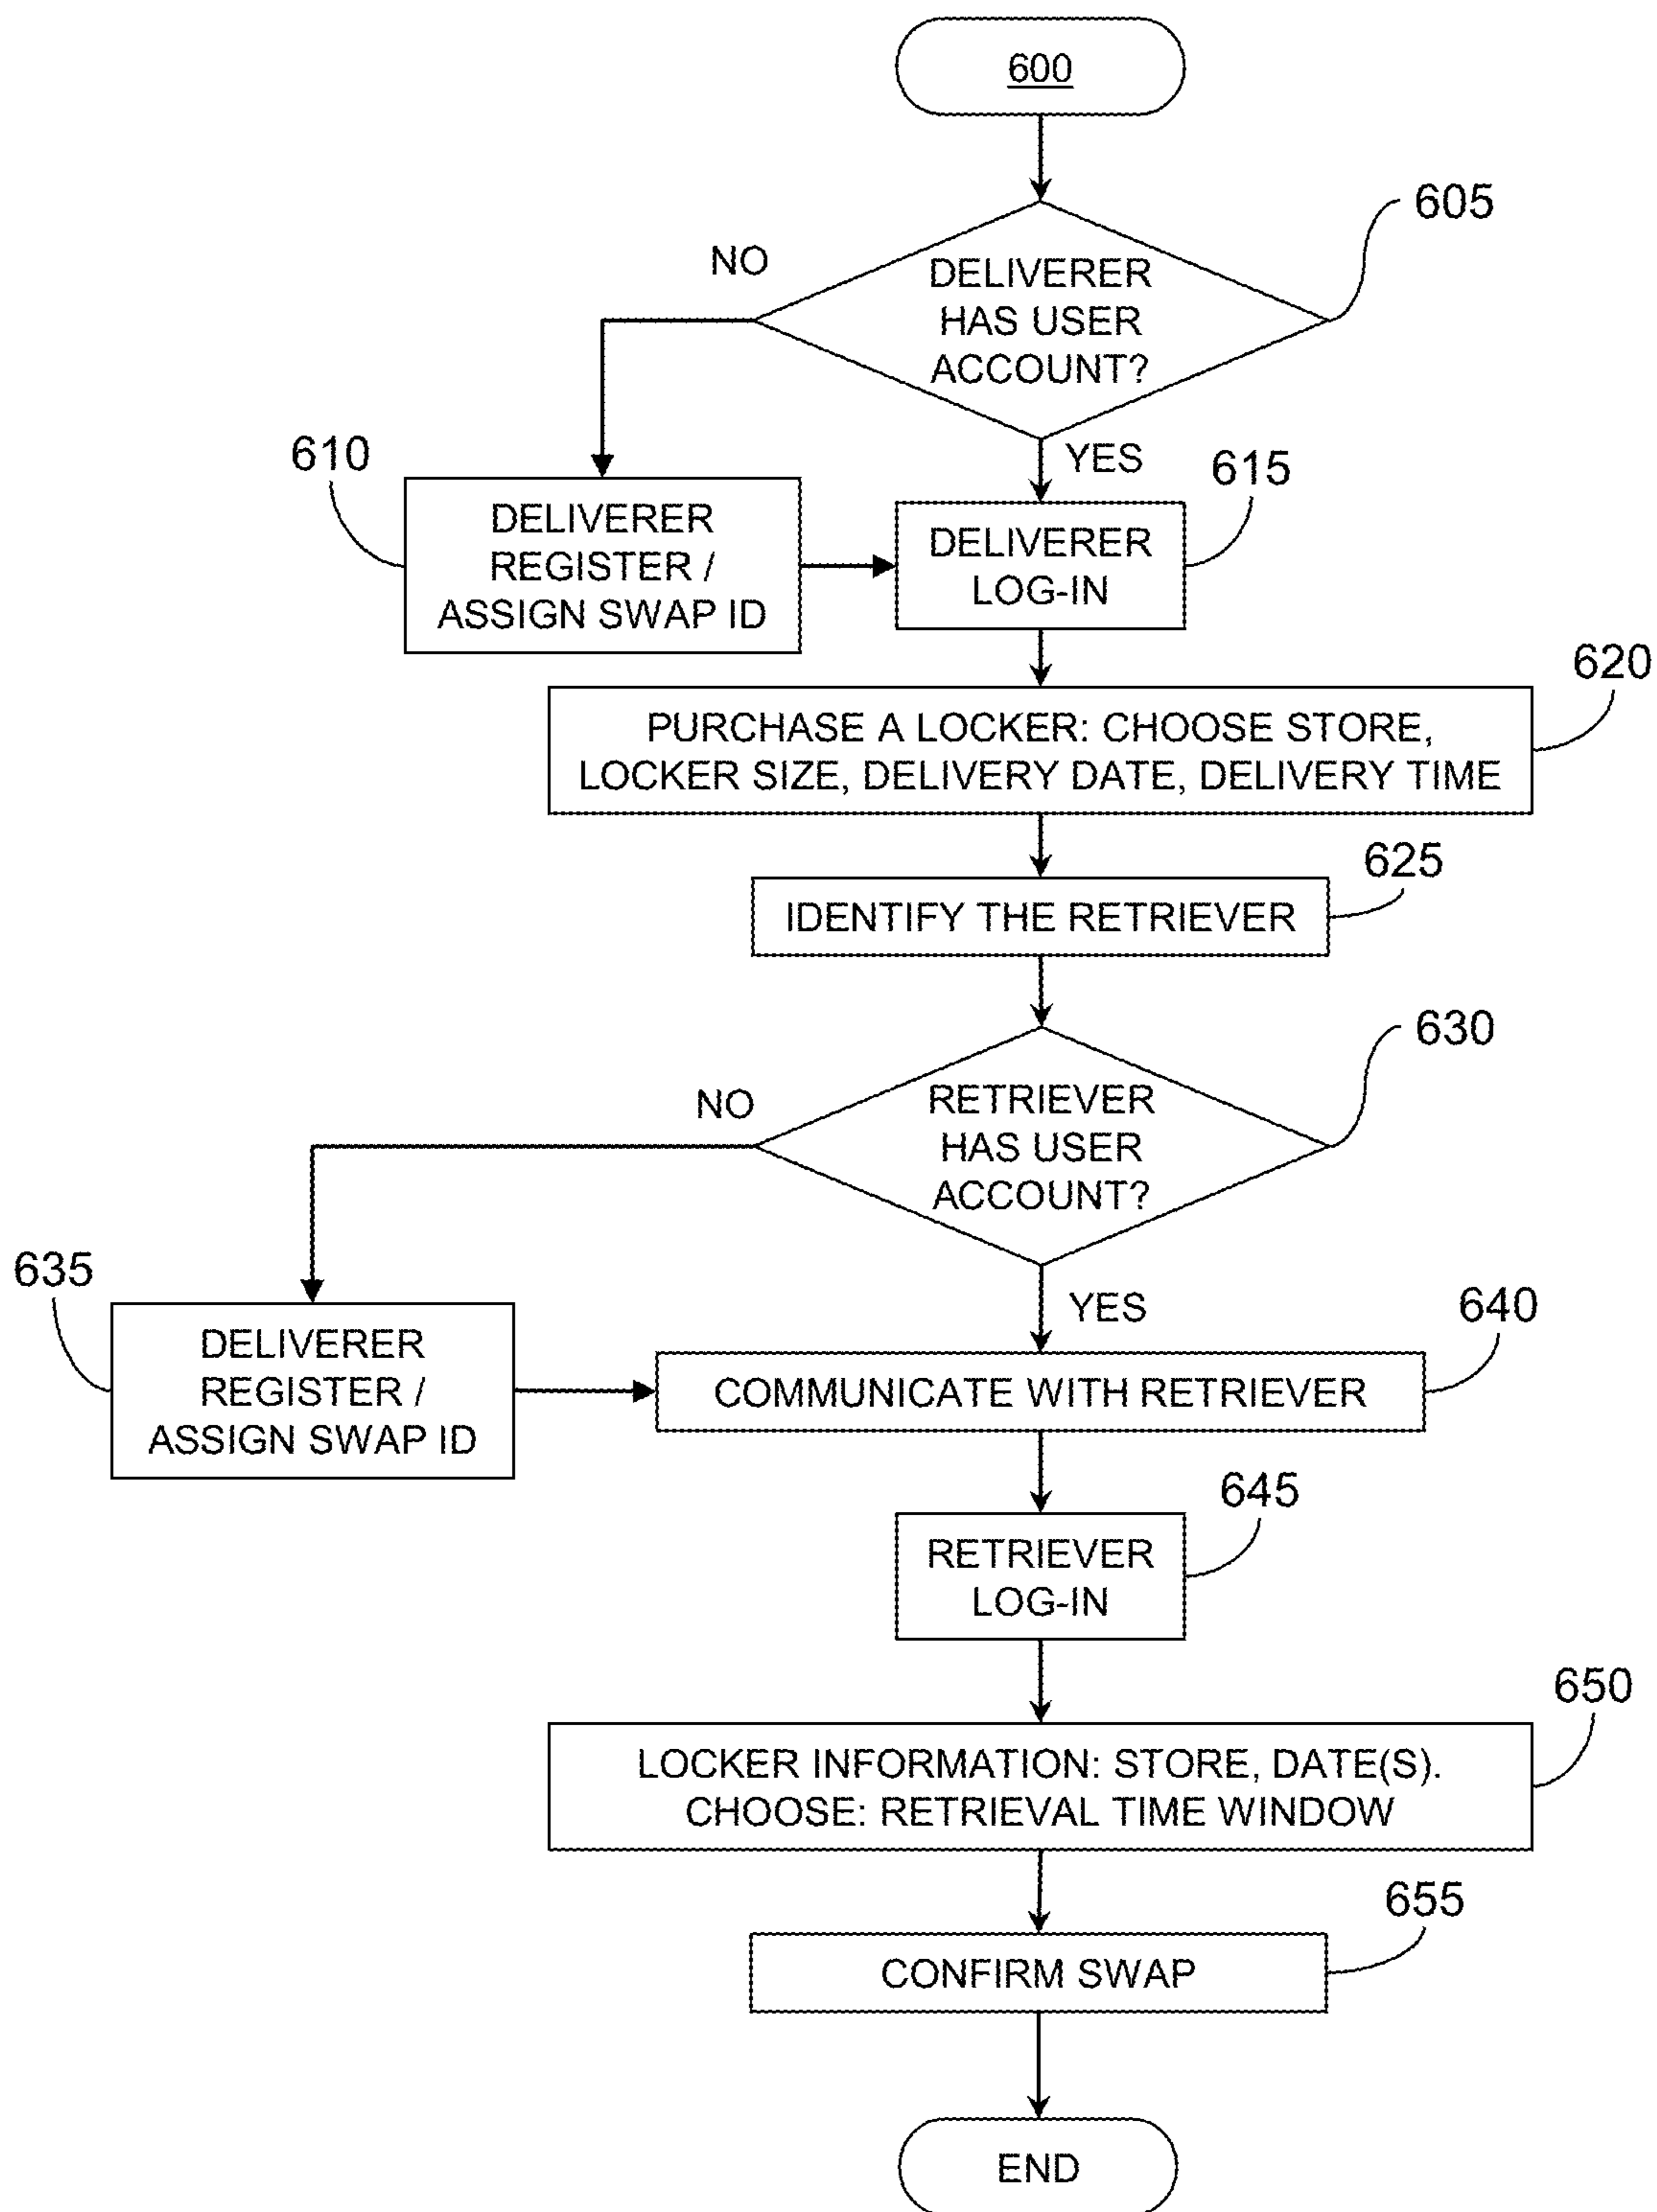 600
605
NO
DELIVERER
HAS USER
ACCOUNT?
YES
610
615
DELIVERER
REGISTER /
ASSIGN SWAP ID
DELIVERER
LOG-IN
620
PURCHASE A LOCKER: CHOOSE STORE,
LOCKER SIZE, DELIVERY DATE, DELIVERY TIME
625
IDENTIFY THE RETRIEVER
630
NO
RETRIEVER
HAS USER
ACCOUNT?
YES
635
640
DELIVERER
REGISTER /
ASSIGN SWAP ID
COMMUNICATE WITH RETRIEVER
645
RETRIEVER
LOG-IN
650
LOCKER INFORMATION: STORE, DATE(S).
CHOOSE: RETRIEVAL TIME WINDOW
655
CONFIRM SWAP
END